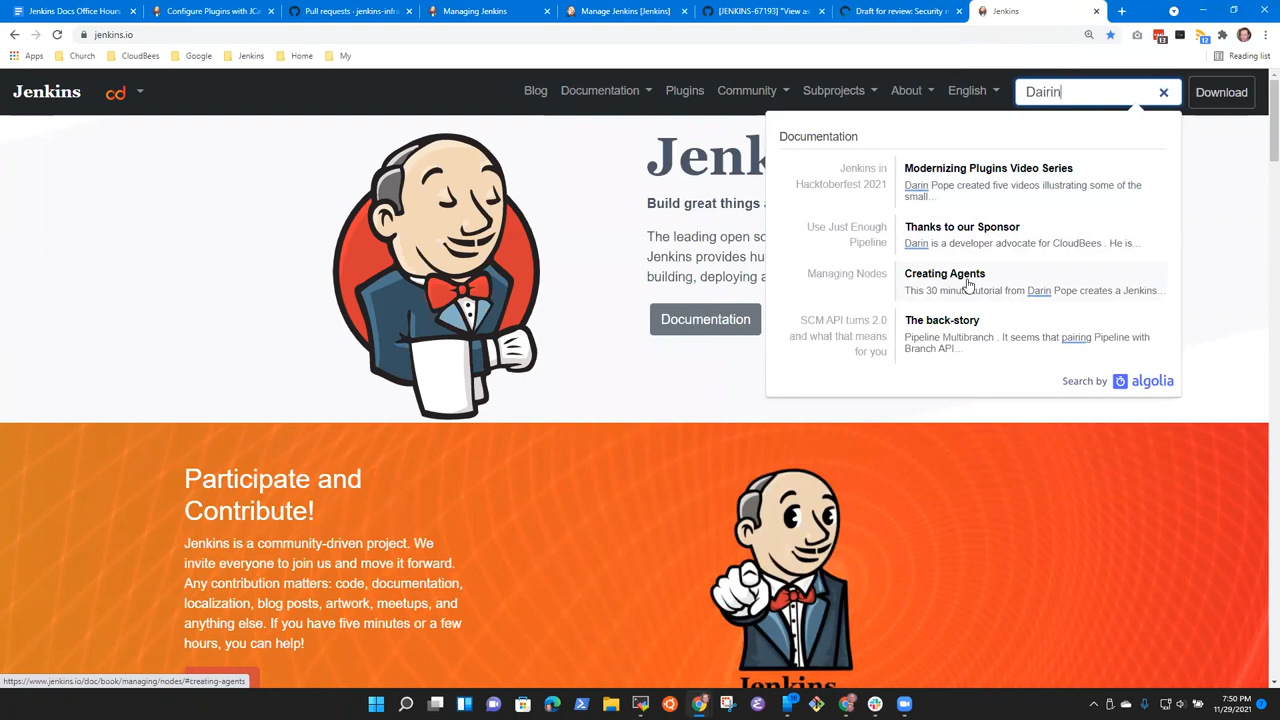 Jenkins Docs Office Hours
Configure Plugins with JCa
Pull requests · jenkins-infra
Managing Jenkins
Manage Jenkins [Jenkins]
[JENKINS-67193] "View as
Draft for review: Security n
Jenkins
jenkins.io
13
12
Apps
Church
CloudBees
Google
Jenkins
Home
My
Reading list
Jenkins
cd
Blog
Documentation
Plugins
Community
Subprojects
About
English
Dairin
Download
Documentation
Jenkins in
Hacktoberfest 2021
Modernizing Plugins Video Series
Darin Pope created five videos illustrating some of the
small...
Use Just Enough
Pipeline
Thanks to our Sponsor
Darin is a developer advocate for CloudBees . He is...
Managing Nodes
Creating Agents
This 30 minut tutorial from Darin Pope creates a Jenkins...
SCM API turns 2.0
and what that means
for you
The back-story
Pipeline Multibranch . It seems that pairing Pipeline with
Branch API...
Search by algolia
Jenk
Build great things a
The leading open so
Jenkins provides hu
building, deploying a
Documentation
Participate and
Contribute!
Jenkins is a community-driven project. We
invite everyone to join us and move it forward.
Any contribution matters: code, documentation,
localization, blog posts, artwork, meetups, and
anything else. If you have five minutes or a few
hours, you can help!
Jenkins
https://www.jenkins.io/doc/book/managing/nodes/#creating-agents
7:50 PM
11/29/2021